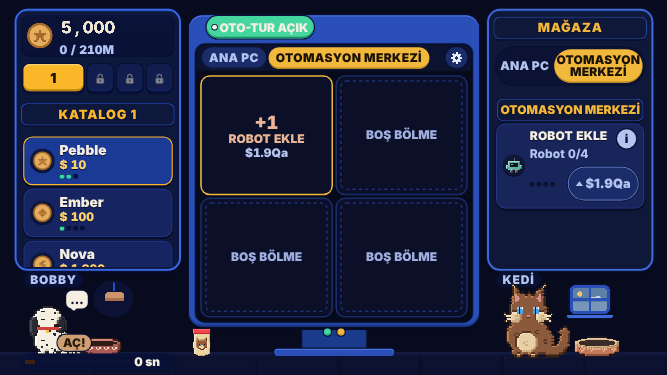 5,000
0 / 210M
1
KATALOG 1
Pebble
$ 10
Ember
$ 100
Nova
BOBBY
...
AÇ!
0 sn
OTO-TUR AÇIK
ANA PC
OTOMASYON MERKEZİ
+1
ROBOT EKLE
$1.9Qa
BOŞ BÖLME
BOŞ BÖLME
BOŞ BÖLME
MAĞAZA
ANA PC
OTOMASYON
MERKEZİ
OTOMASYON MERKEZİ
ROBOT EKLE
i
Robot 0/4
$1.9Qa
KEDİ